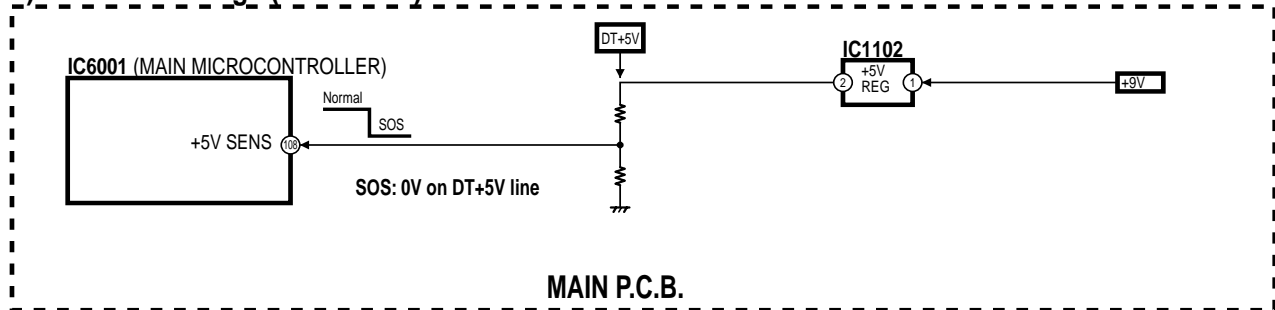 DT+5V
IC1102
IC6001 (MAIN MICROCONTROLLER)
+5V
REG
2
1
+9V
Normal
SOS
+5V SENS
108
SOS: 0V on DT+5V line
MAIN P.C.B.